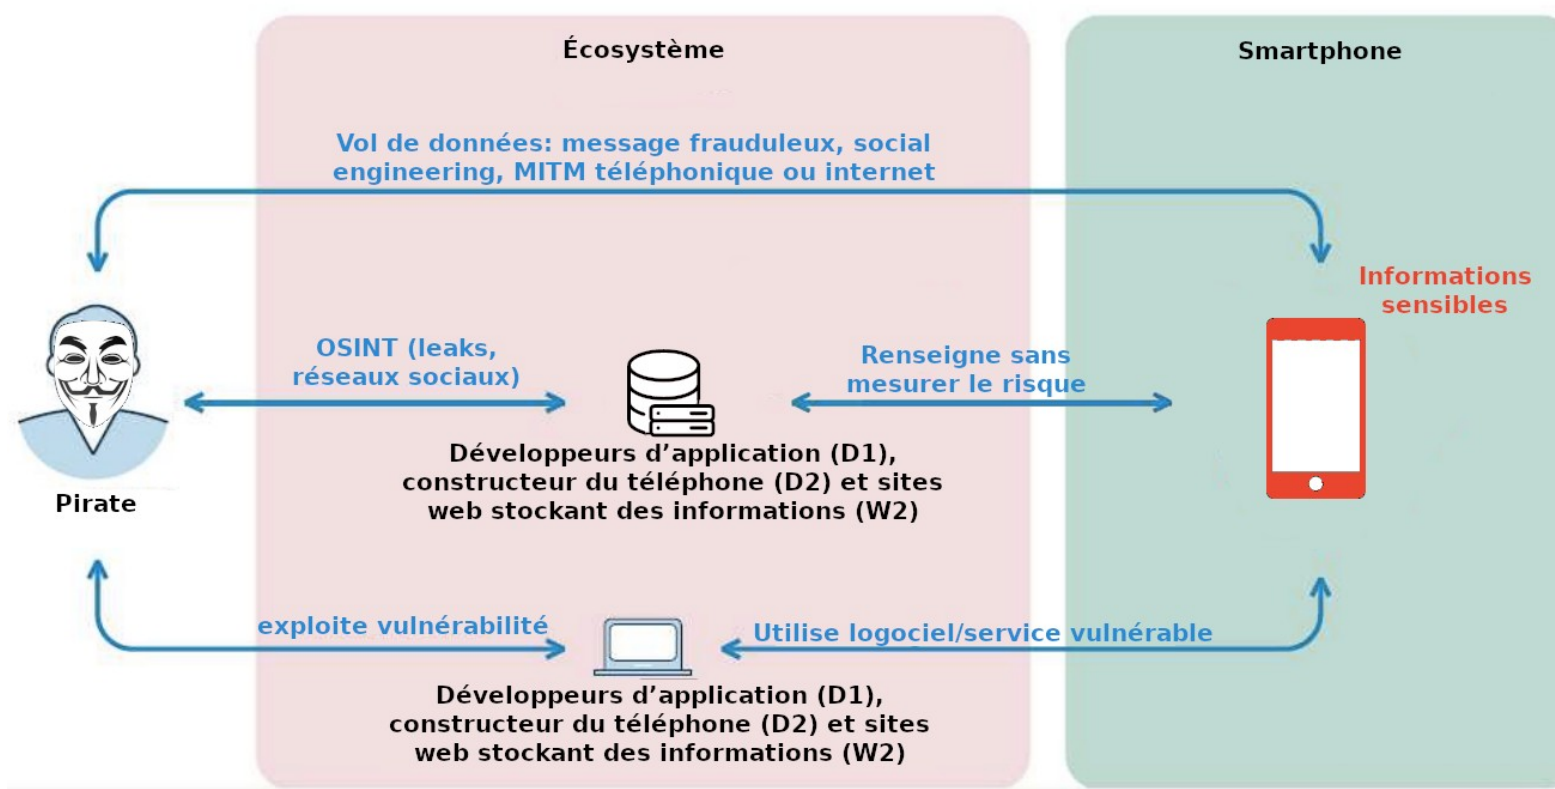 Écosystème
Smartphone
Vol de données: message frauduleux, social
engineering, MITM téléphonique ou internet
Informations
sensibles
OSINT (leaks,
réseaux sociaux)
Renseigne sans
mesurer le risque
Développeurs d’application (D1),
constructeur du téléphone (D2) et sites
web stockant des informations (W2)
Pirate
exploite vulnérabilité
Utilise logociel/service vulnérable
Développeurs d’application (D1),
constructeur du téléphone (D2) et sites
web stockant des informations (W2)